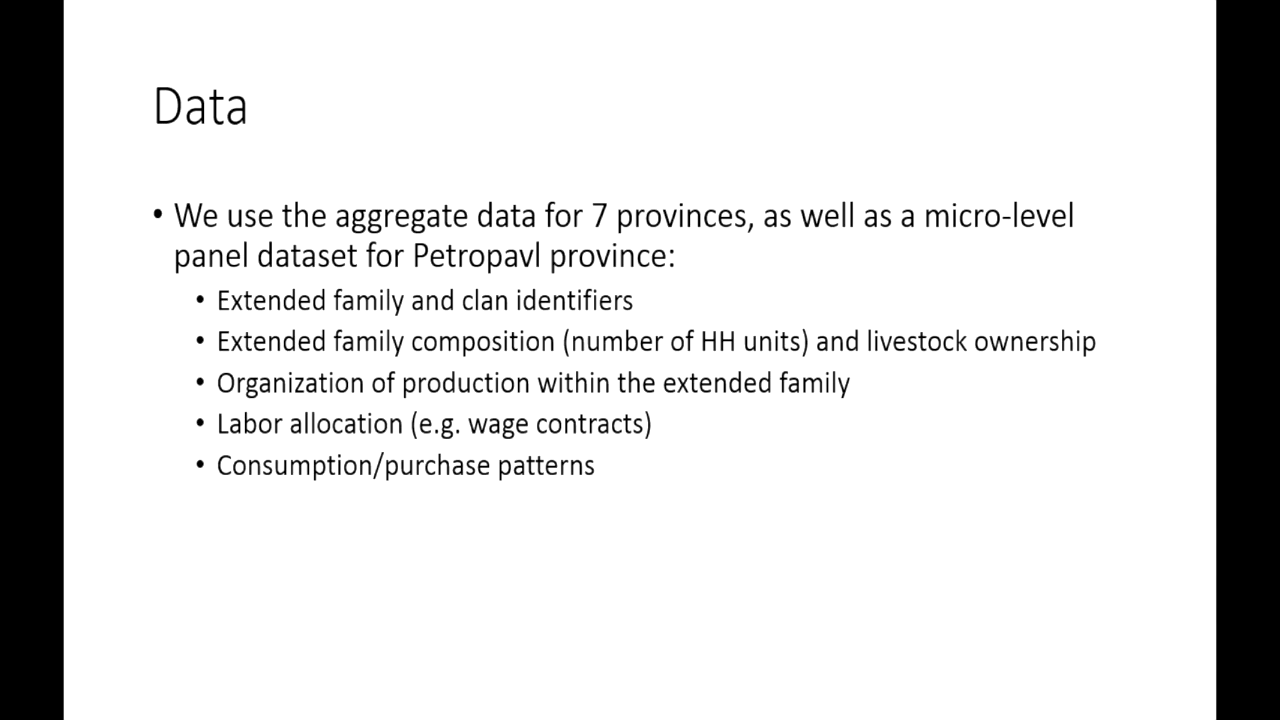 Data
• We use the aggregate data for 7 provinces, as well as a micro-level
panel dataset for Petropavl province:
• Extended family and clan identifiers
• Extended family composition (number of HH units) and livestock ownership
• Organization of production within the extended family
• Labor allocation (e.g. wage contracts)
• Consumption/purchase patterns